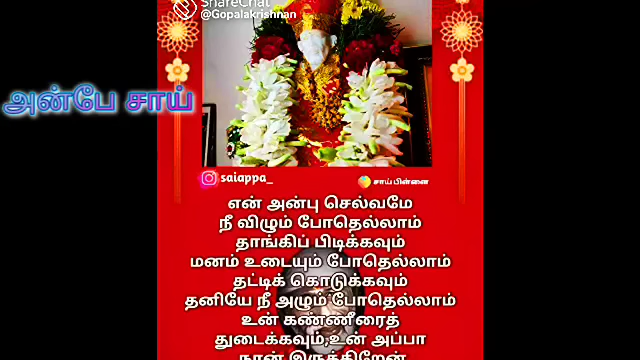 ShareChat
@Gopalakrishnan
அன்பே சாய்
saiappa_
சாய் பிள்ளை
என் அன்பு செல்வமே
நீ விழும் போதெல்லாம்
தாங்கிப் பிடிக்கவும்
மனம் உடையும் போதெல்லாம்
தட்டிக் கொடுக்கவும்
தனியே நீ அழும் போதெல்லாம்
உன் கண்ணீரைத்
துடைக்கவும்,உன் அப்பா
நான் இருக்கிறேன்